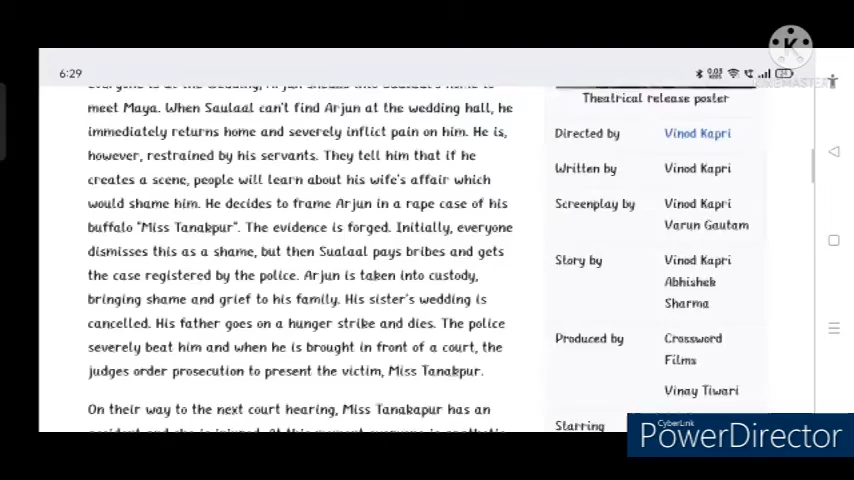 6:29
meet Maya. When Saulaal can't find Arjun at the wedding hall, he
immediately returns home and severely inflict pain on him. He is,
however, restrained by his servants. They tell him that if he
creates a scene, people will learn about his wife's affair which
would shame him. He decides to frame Arjun in a rape case of his
buffalo "Miss Tanakpur". The evidence is forged. Initially, everyone
dismisses this as a shame, but then Sualaal pays bribes and gets
the case registered by the police. Arjun is taken into custody,
bringing shame and grief to his family. His sister's wedding is
cancelled. His father goes on a hunger strike and dies. The police
severely beat him and when he is brought in front of a court, the
judges order prosecution to present the victim, Miss Tanakpur.
On their way to the next court hearing, Miss Tanakapur has an
Theatrical release poster
Directed by Vinod Kapri
Written by Vinod Kapri
Screenplay by Vinod Kapri
Varun Gautam
Story by Vinod Kapri
Abhishek
Sharma
Produced by Crossword
Films
Vinay Tiwari
Starring
K
CyberLink
PowerDirector